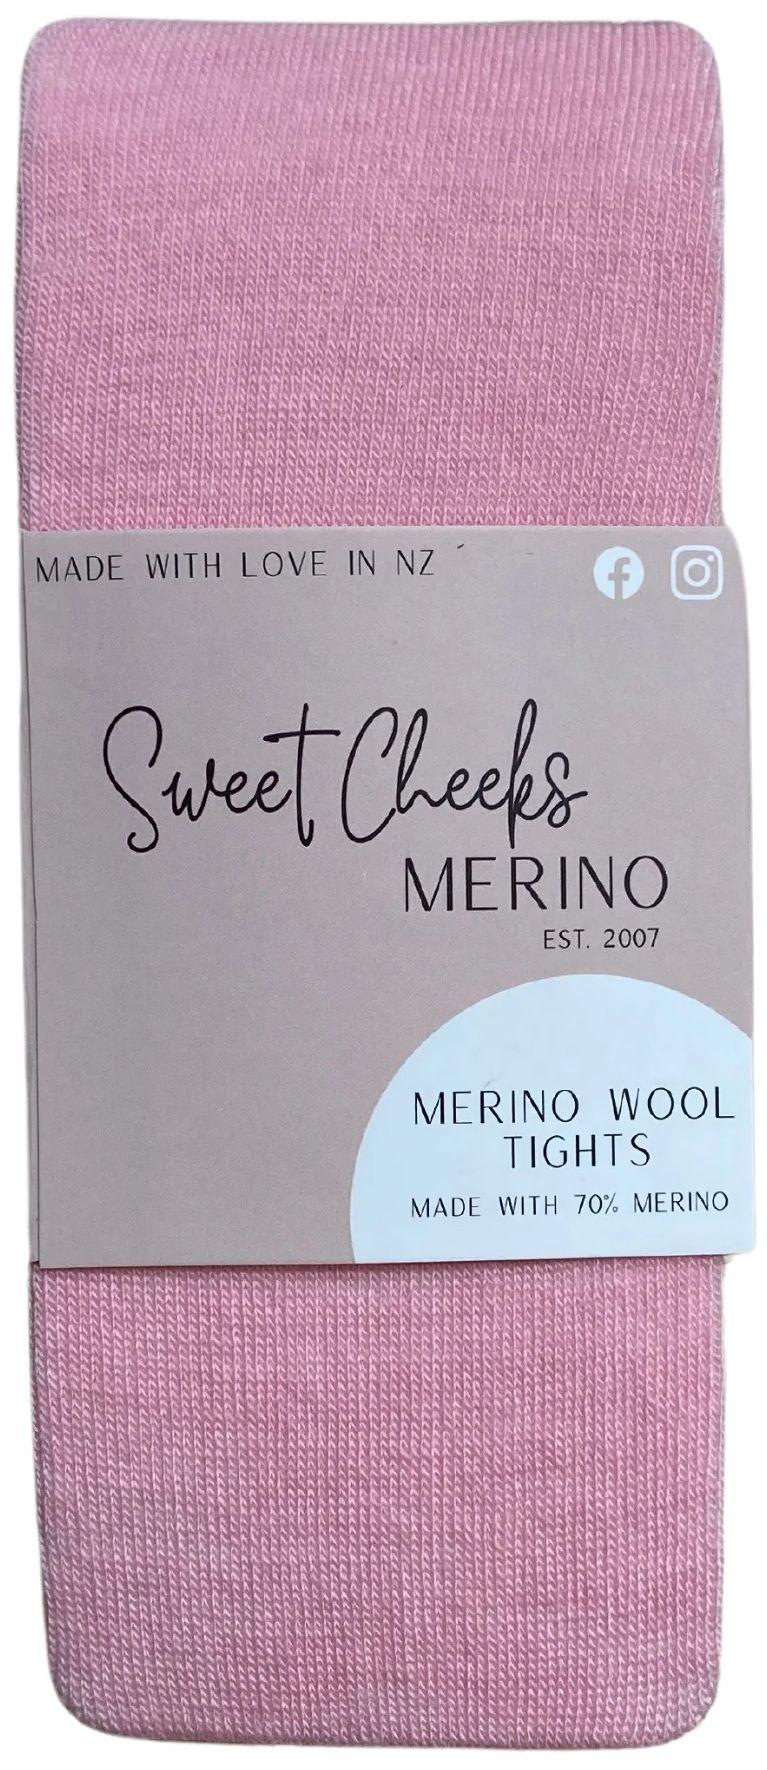 MADE WITH LOVE IN NZ
Sweet Cheeks
MERINO
EST. 2007
MERINO WOOL
TIGHTS
MADE WITH 70% MERINO